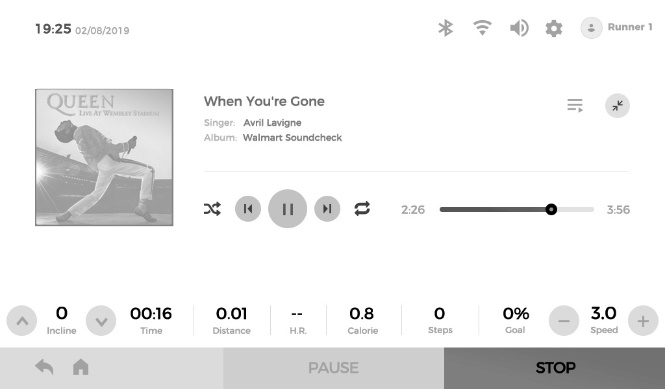 19:25 02/08/2019
Runner 1
QUEEN
LIVE AT WEMBLEY STADIUM
When You're Gone
Singer: Avril Lavigne
Album: Walmart Soundcheck
2:26
3:56
0
Incline
00:16
Time
0.01
Distance
--
H.R.
0.8
Calorie
0
Steps
0%
Goal
3.0
Speed
PAUSE
STOP